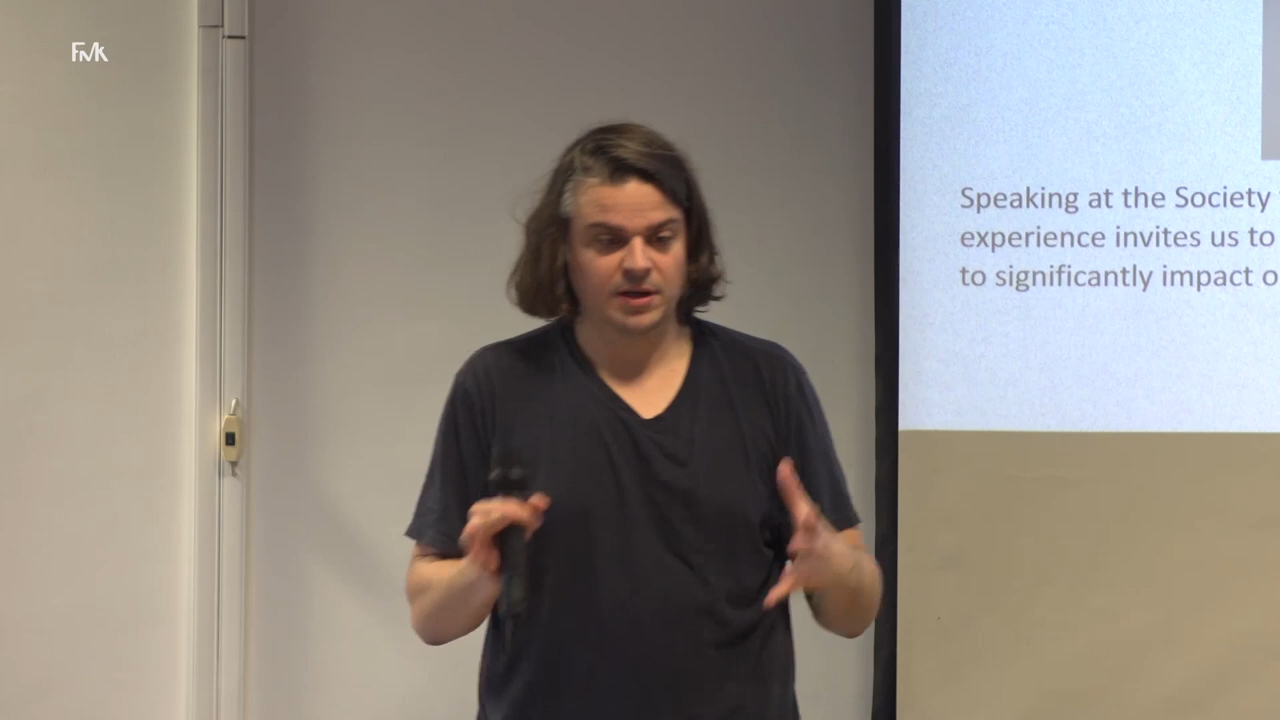 FMK
Speaking at the Society
experience invites us to
to significantly impact o